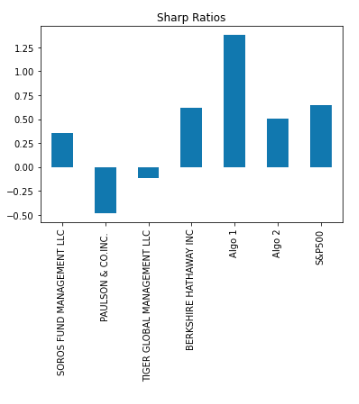 Sharp Ratios
1.25
1.00
0.75
0.50
0.25
0.00
−0.25
−0.50
SOROS FUND MANAGEMENT LLC
PAULSON & CO.INC.
TIGER GLOBAL MANAGEMENT LLC
BERKSHIRE HATHAWAY INC
Algo 1
Algo 2
S&P500